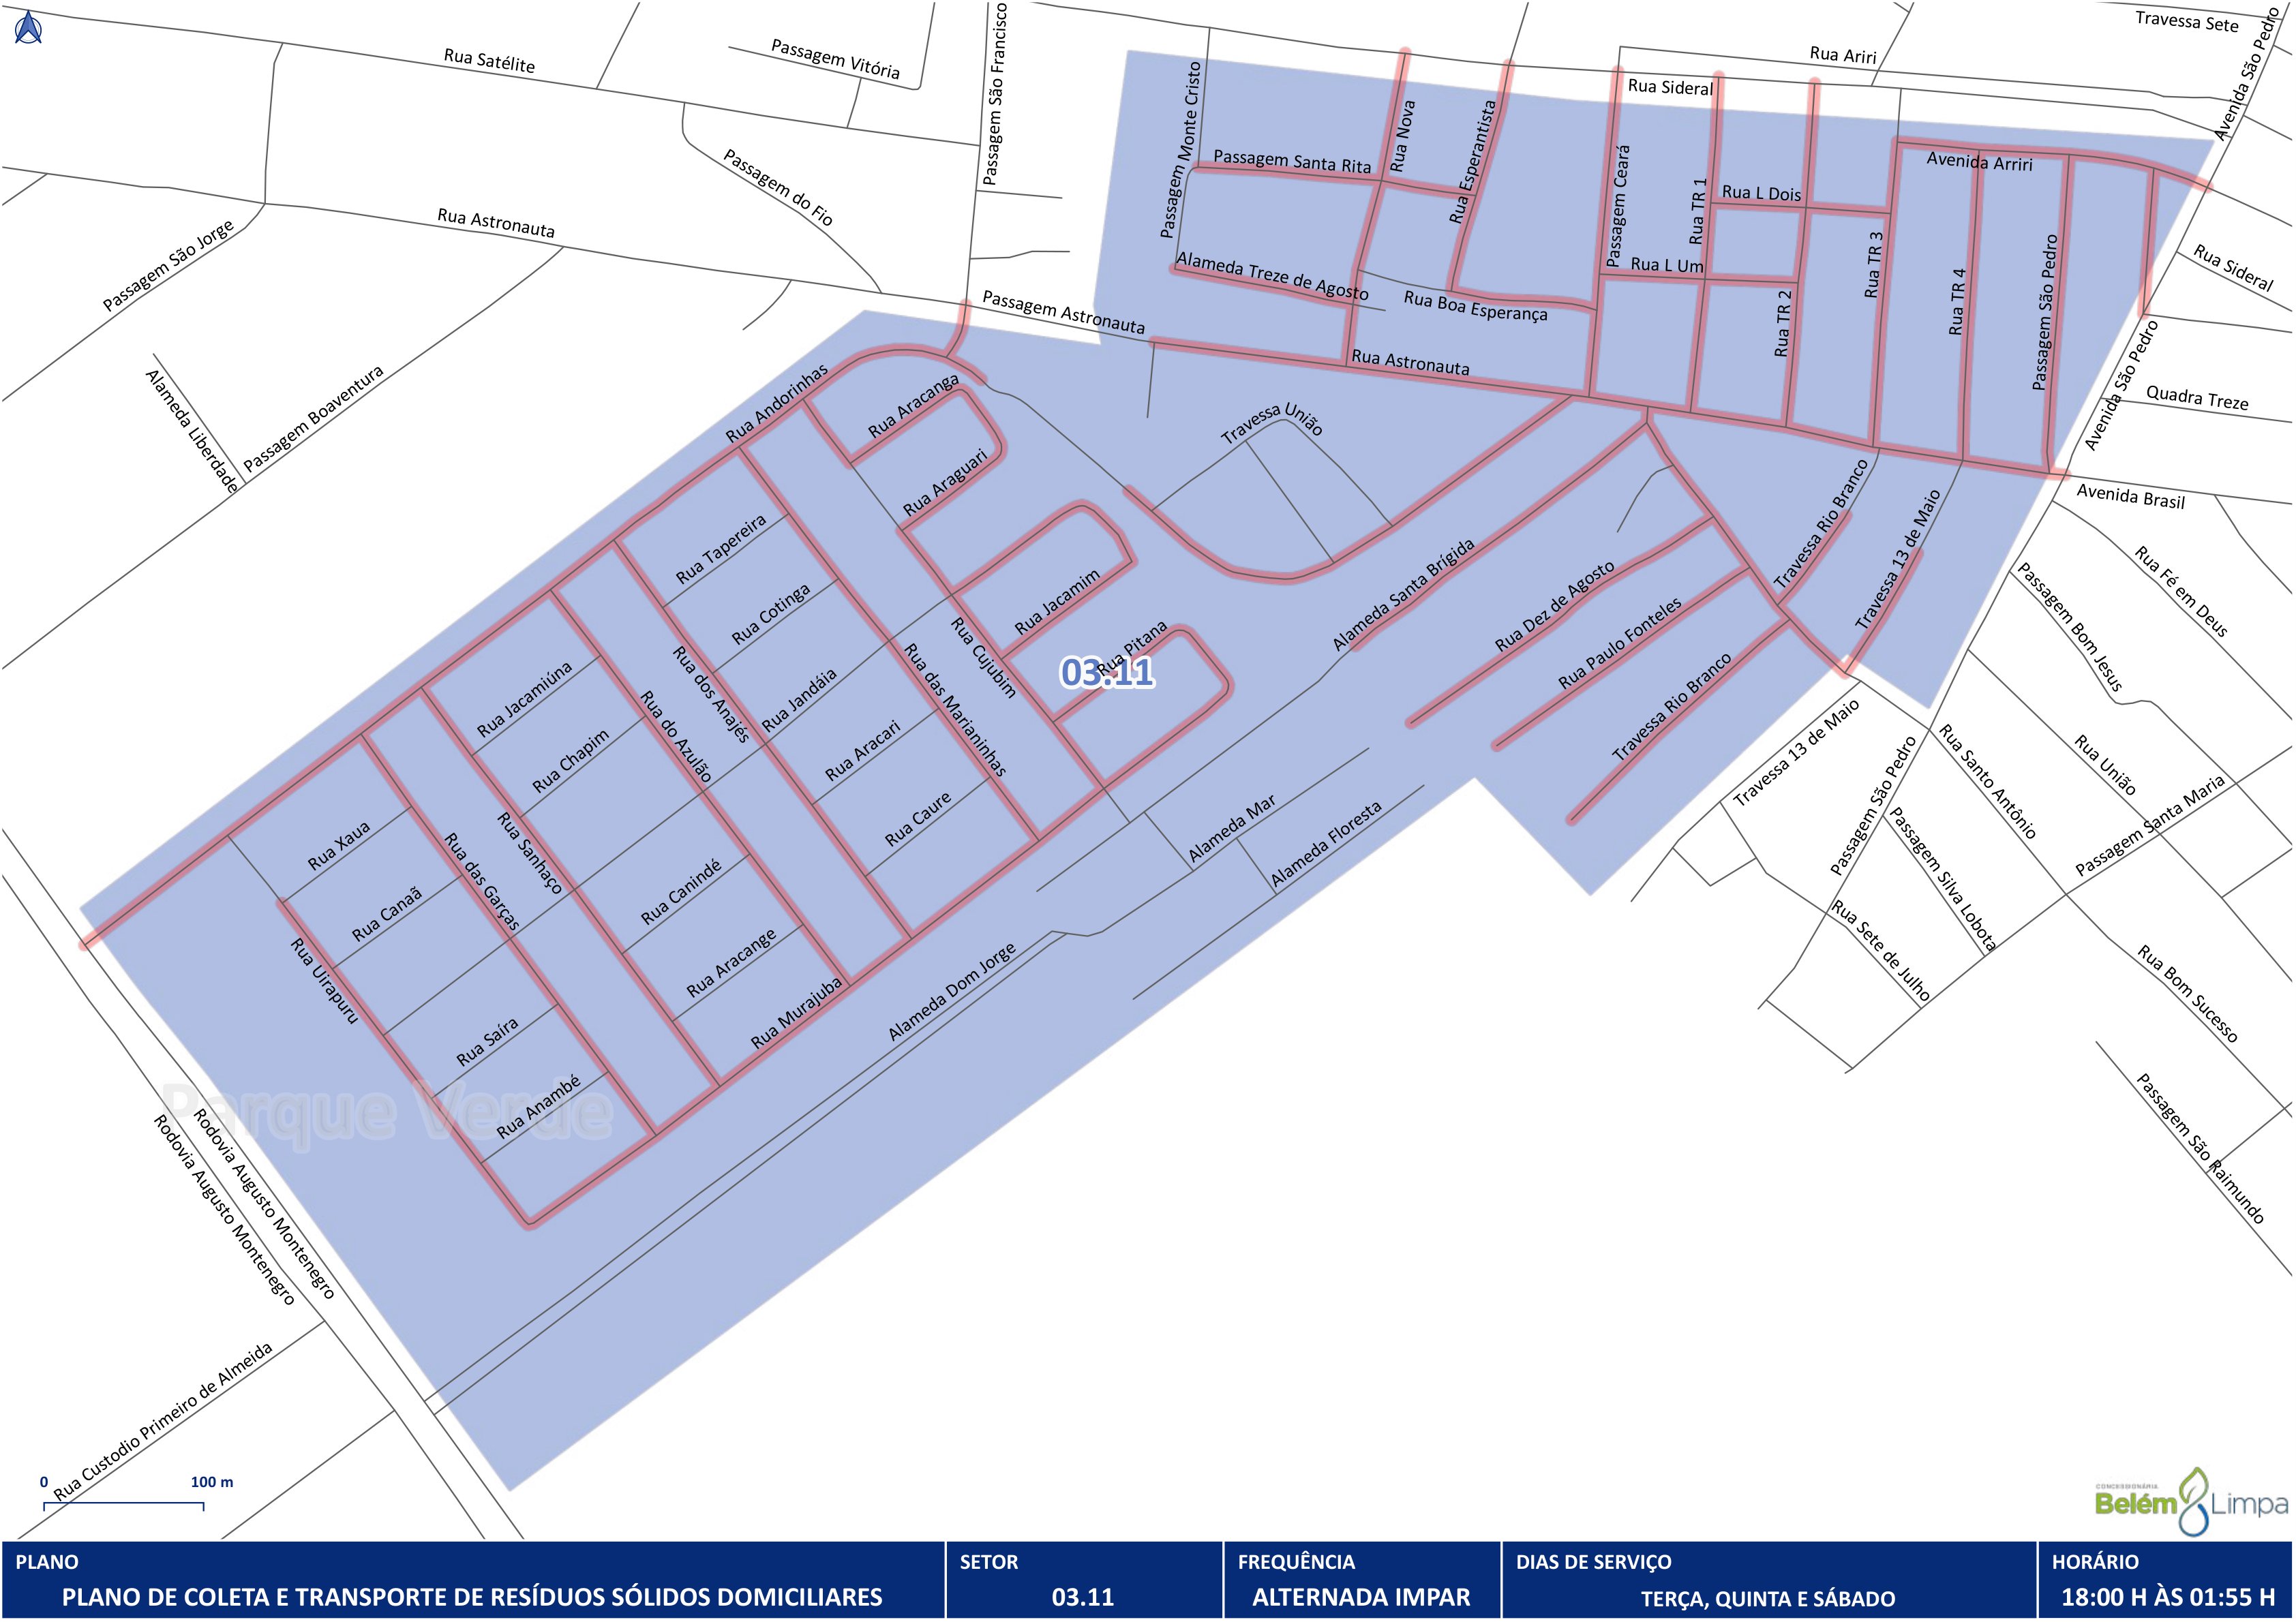 Travessa Sete
Avenida São Pedro
Rua Ariri
Rua Satélite
Passagem Vitória
Passagem São Francisco
Rua Sideral
Passagem Monte Cristo
Rua Nova
Rua Esperantista
Passagem Santa Rita
Passagem Ceará
Avenida Arriri
Passagem do Fio
Rua L Dois
Rua TR 1
Rua Astronauta
Passagem São Jorge
Rua TR 3
Passagem São Pedro
Rua Sideral
Alameda Treze de Agosto
Rua L Um
Rua TR 4
Rua Boa Esperança
Rua TR 2
Passagem Astronauta
Rua Astronauta
Avenida São Pedro
Quadra Treze
Alameda Liberdade
Passagem Boaventura
Rua Andorinhas
Rua Aracanga
Travessa União
Rua Araguari
Avenida Brasil
Travessa Rio Branco
Travessa 13 de Maio
Rua Tapereira
Alameda Santa Brígida
Rua Dez de Agosto
Rua Fé em Deus
Passagem Bom Jesus
Rua Cotinga
Rua Jacamim
Rua Cujubim
Rua Pitana
03.11
Rua Paulo Fonteles
Rua dos Anajés
Rua das Marianinhas
Rua Jandáia
Rua Jacamiúna
Rua do Azulão
Travessa Rio Branco
Travessa 13 de Maio
Rua Chapim
Rua Aracari
Rua Santo Antônio
Rua União
Passagem São Pedro
Passagem Santa Maria
Rua Caure
Alameda Mar
Alameda Floresta
Rua Xaua
Rua das Garças
Rua Sanhaço
Passagem Silva Lobota
Rua Canindé
Rua Canaã
Rua Sete de Julho
Rua Aracange
Rua Uirapuru
Rua Murajuba
Alameda Dom Jorge
Rua Bom Sucesso
Rua Saíra
Rua Anambé
Parque Verde
Passagem São Raimundo
Rodovia Augusto Montenegro
Rodovia Augusto Montenegro
Rua Custodio Primeiro de Almeida
0 100 m
CONCESSIONÁRIA
Belém Limpa
PLANO
PLANO DE COLETA E TRANSPORTE DE RESÍDUOS SÓLIDOS DOMICILIARES
SETOR
03.11
FREQUÊNCIA
ALTERNADA IMPAR
DIAS DE SERVIÇO
TERÇA, QUINTA E SÁBADO
HORÁRIO
18:00 H ÀS 01:55 H